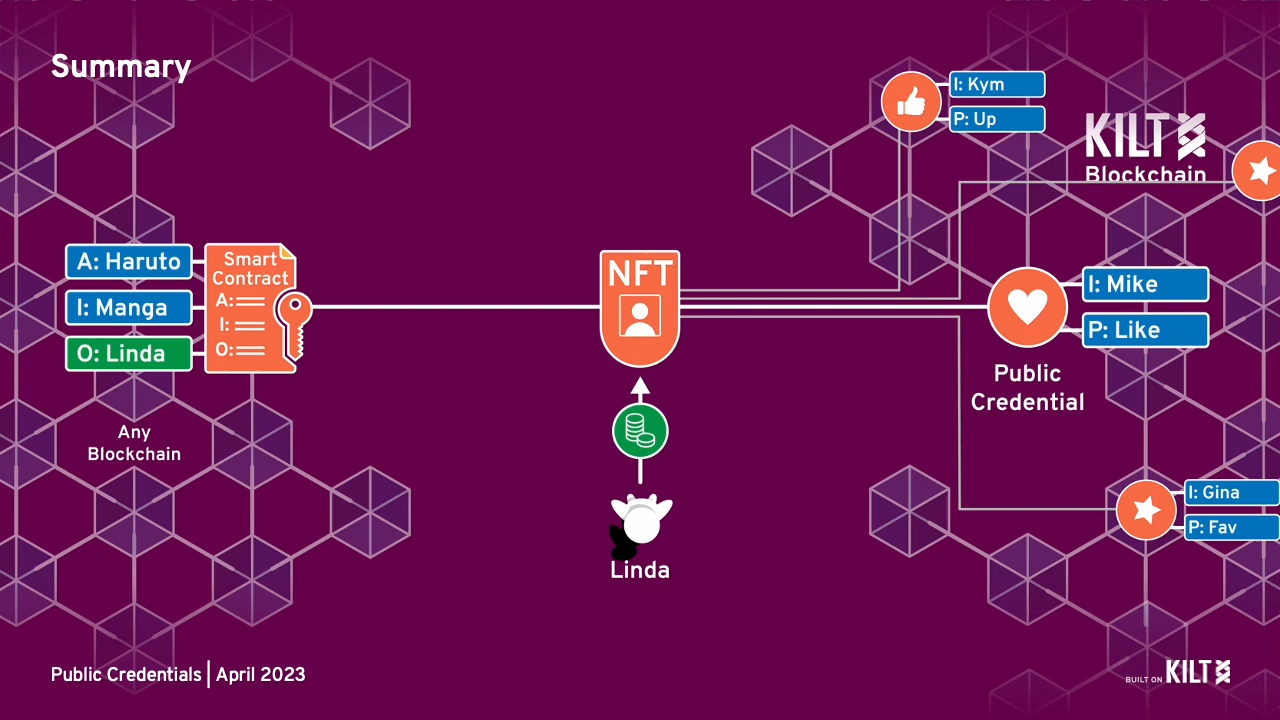 Summary
I: Kym
P: Up
KILT
Blockchain
A: Haruto
I: Manga
O: Linda
Smart
Contract
A:
I:
O:
NFT
I: Mike
P: Like
Public
Credential
Any
Blockchain
I: Gina
P: Fav
Linda
Public Credentials | April 2023
BUILT ON KILT